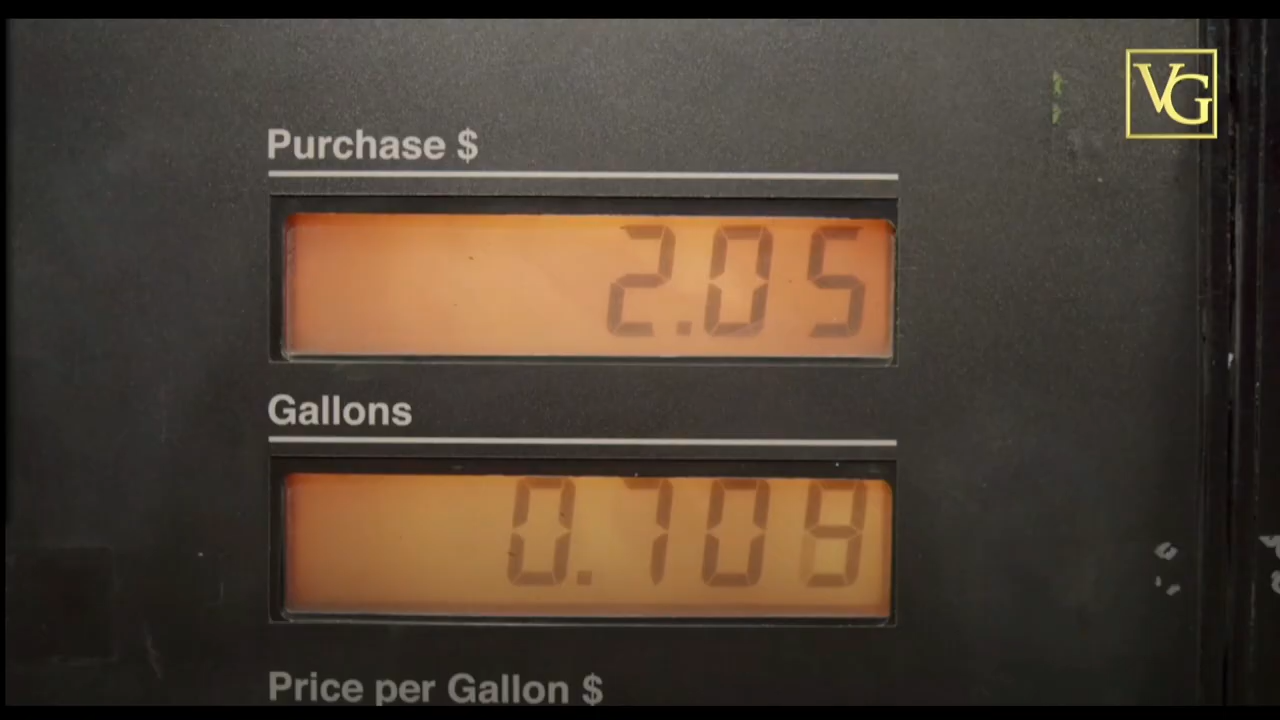 VG
Purchase $
2.05
Gallons
0.709
Price per Gallon $